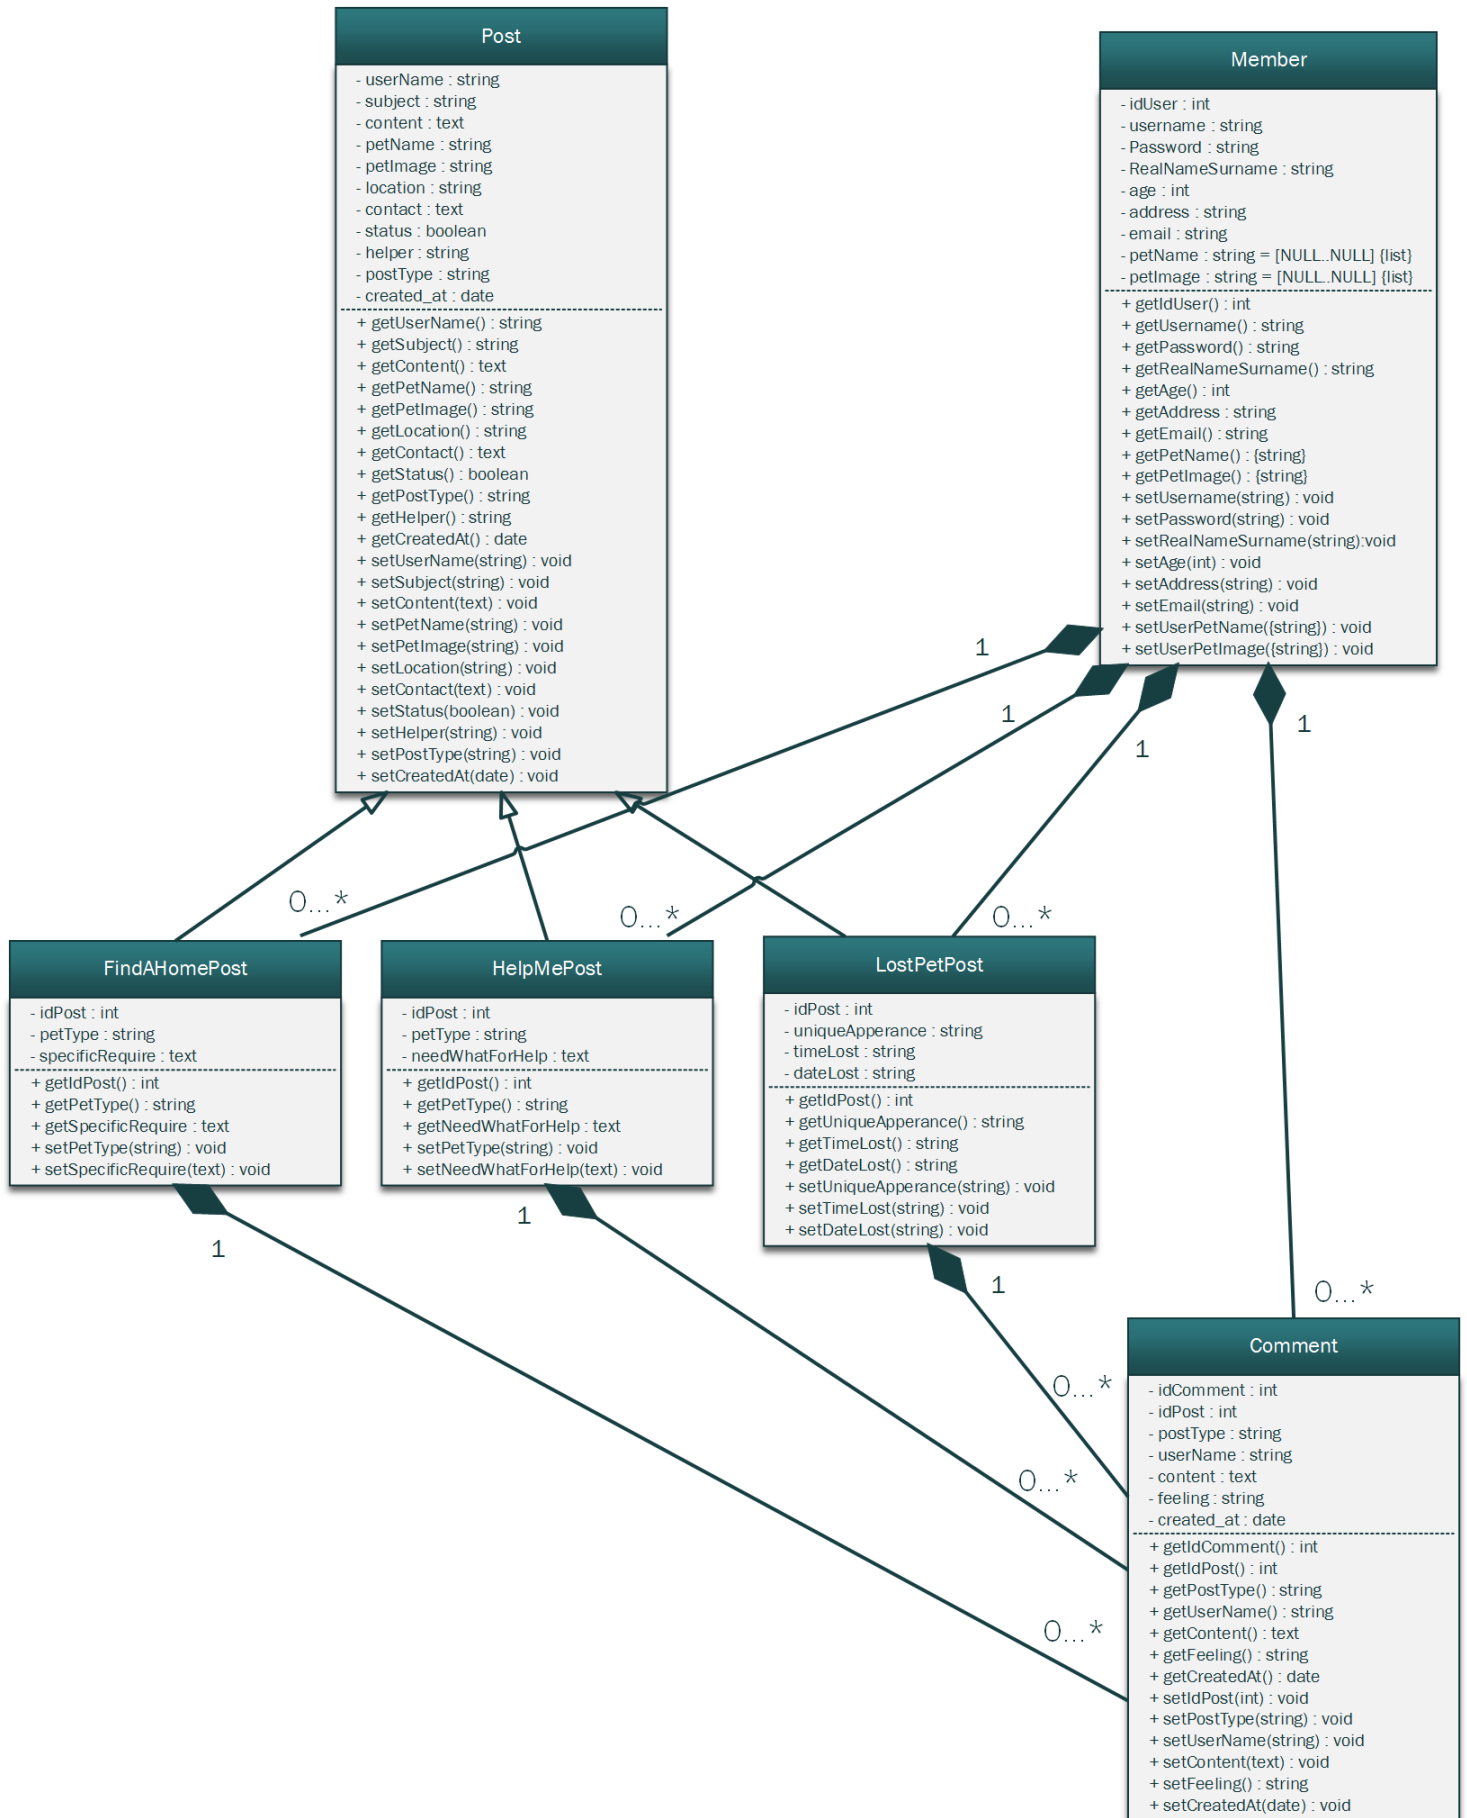 Post
- userName : string
- subject : string
- content : text
- petName : string
- petImage : string
- location : string
- contact : text
- status : boolean
- helper : string
- postType : string
- created_at : date
+ getUserName() : string
+ getSubject() : string
+ getContent() : text
+ getPetName() : string
+ getPetImage() : string
+ getLocation() : string
+ getContact() : text
+ getStatus() : boolean
+ getPostType() : string
+ getHelper() : string
+ getCreatedAt() : date
+ setUserName(string) : void
+ setSubject(string) : void
+ setContent(text) : void
+ setPetName(string) : void
+ setPetImage(string) : void
+ setLocation(string) : void
+ setContact(text) : void
+ setStatus(boolean) : void
+ setHelper(string) : void
+ setPostType(string) : void
+ setCreatedAt(date) : void
Member
- idUser : int
- username : string
- Password : string
- RealNameSurname : string
- age : int
- address : string
- email : string
- petName : string = [NULL..NULL] {list}
- petImage : string = [NULL..NULL] {list}
+ getIdUser() : int
+ getUsername() : string
+ getPassword() : string
+ getRealNameSurname() : string
+ getAge() : int
+ getAddress : string
+ getEmail() : string
+ getPetName() : {string}
+ getPetImage() : {string}
+ setUsername(string) : void
+ setPassword(string) : void
+ setRealNameSurname(string):void
+ setAge(int) : void
+ setAddress(string) : void
+ setEmail(string) : void
+ setUserPetName({string}) : void
+ setUserPetImage({string}) : void
1
1
1
1
0...*
0...*
0...*
FindAHomePost
- idPost : int
- petType : string
- specificRequire : text
+ getIdPost() : int
+ getPetType() : string
+ getSpecificRequire : text
+ setPetType(string) : void
+ setSpecificRequire(text) : void
HelpMePost
- idPost : int
- petType : string
- needWhatForHelp : text
+ getIdPost() : int
+ getPetType() : string
+ getNeedWhatForHelp : text
+ setPetType(string) : void
+ setNeedWhatForHelp(text) : void
LostPetPost
- idPost : int
- uniqueApperance : string
- timeLost : string
- dateLost : string
+ getIdPost() : int
+ getUniqueApperance() : string
+ getTimeLost() : string
+ getDateLost() : string
+ setUniqueApperance(string) : void
+ setTimeLost(string) : void
+ setDateLost(string) : void
1
1
1
0...*
0...*
0...*
0...*
Comment
- idComment : int
- idPost : int
- postType : string
- userName : string
- content : text
- feeling : string
- created_at : date
+ getIdComment() : int
+ getIdPost() : int
+ getPostType() : string
+ getUserName() : string
+ getContent() : text
+ getFeeling() : string
+ getCreatedAt() : date
+ setIdPost(int) : void
+ setPostType(string) : void
+ setUserName(string) : void
+ setContent(text) : void
+ setFeeling() : string
+ setCreatedAt(date) : void